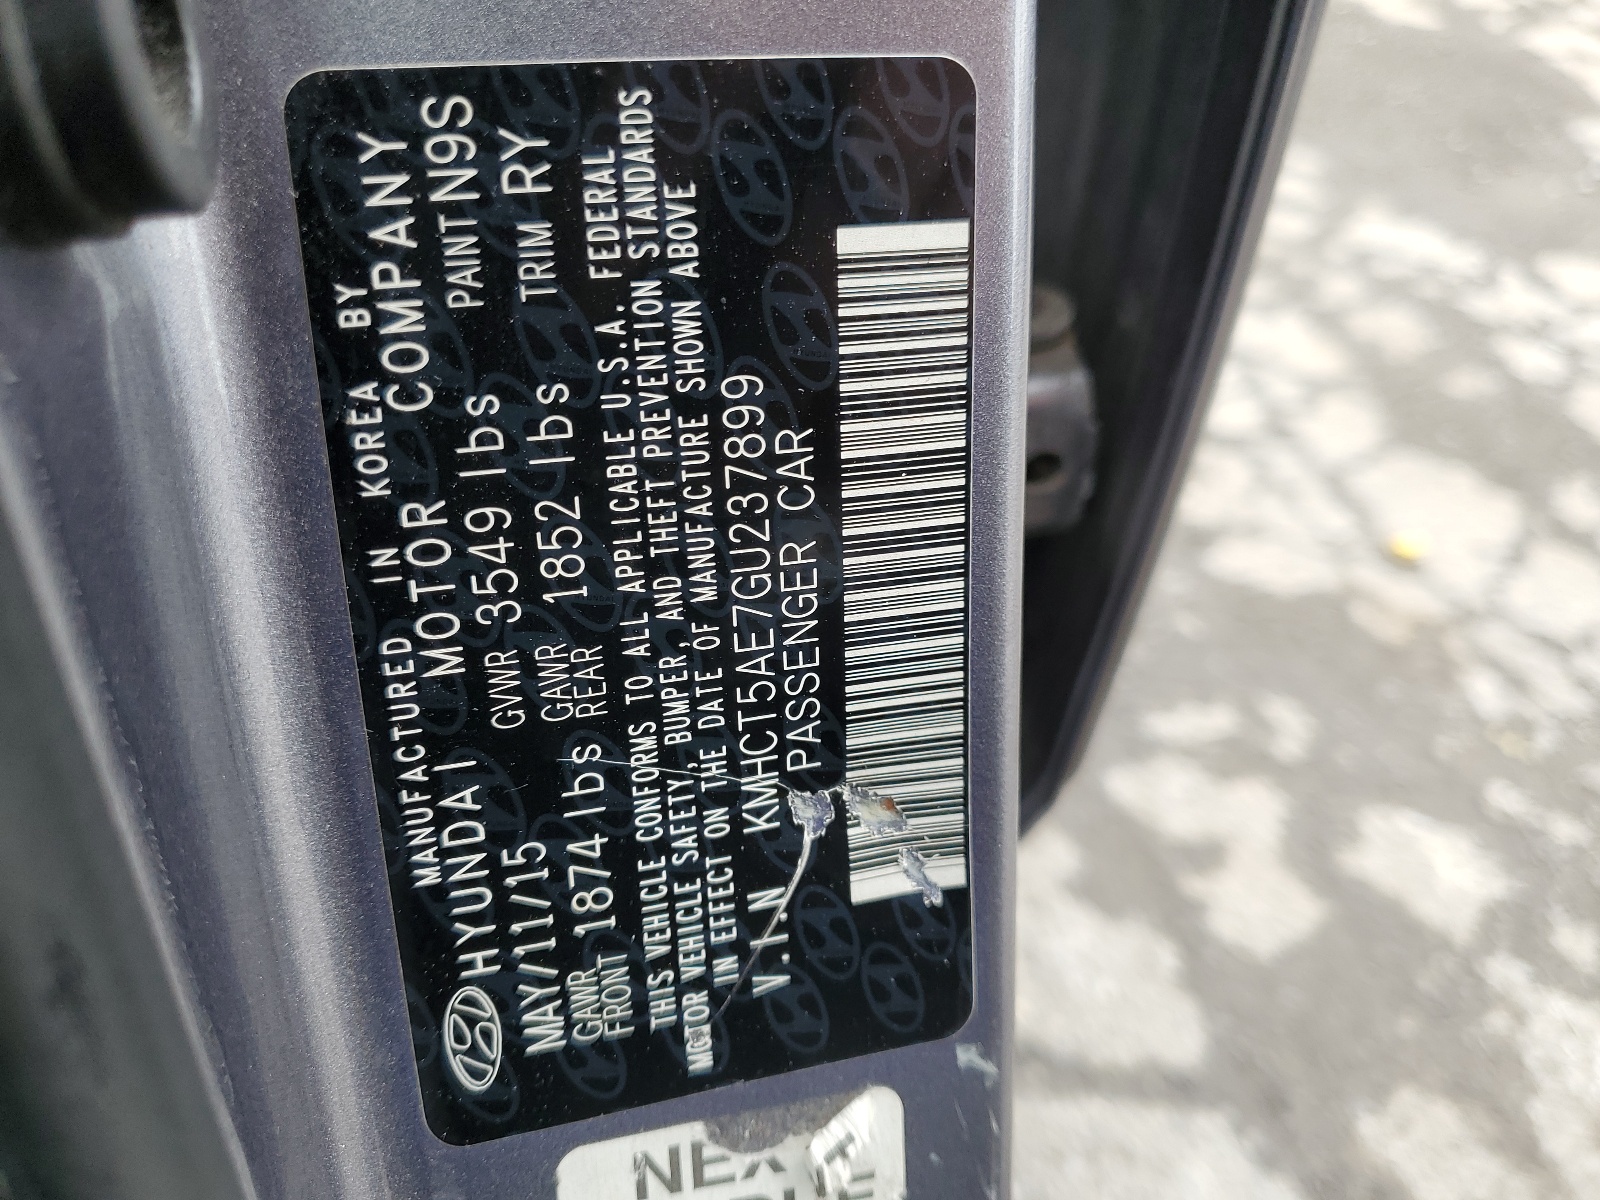 MANUFACTURED IN KOREA BY
HYUNDAI MOTOR COMPANY
MAY/11/15 GVWR 3549 lbs PAINT N9S
GAWR FRONT 1874 lbs GAWR REAR 1852 lbs TRIM RY
THIS VEHICLE CONFORMS TO ALL APPLICABLE U.S.A. FEDERAL
MOTOR VEHICLE SAFETY, BUMPER, AND THEFT PREVENTION STANDARDS
IN EFFECT ON THE DATE OF MANUFACTURE SHOWN ABOVE
V.I.N KMHCT5AE7GU237899
PASSENGER CAR